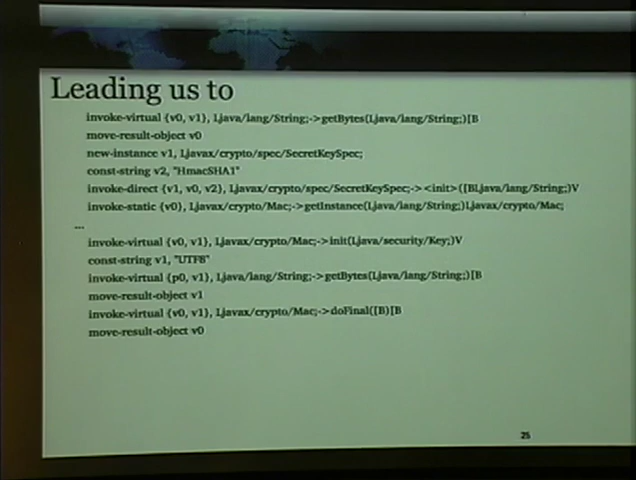 Leading us to
invoke-virtual {v0, v1}, Ljava/lang/String;->getBytes(Ljava/lang/String;)[B
move-result-object v0
new-instance v1, Ljavax/crypto/spec/SecretKeySpec;
const-string v2, "HmacSHA1"
invoke-direct {v1, v0, v2}, Ljavax/crypto/spec/SecretKeySpec;-><init>([BLjava/lang/String;)V
invoke-static {v0}, Ljavax/crypto/Mac;->getInstance(Ljava/lang/String;)Ljavax/crypto/Mac;
...
invoke-virtual {v0, v1}, Ljavax/crypto/Mac;->init(Ljava/security/Key;)V
const-string v1, "UTF8"
invoke-virtual {p0, v1}, Ljava/lang/String;->getBytes(Ljava/lang/String;)[B
move-result-object v1
invoke-virtual {v0, v1}, Ljavax/crypto/Mac;->doFinal([B)[B
move-result-object v0
25